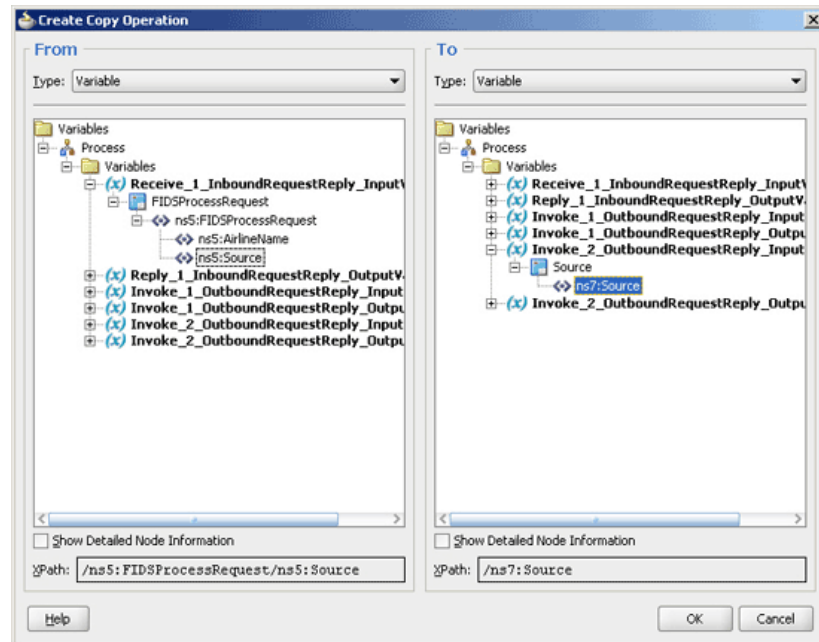 Create Copy Operation
From
Type: Variable
Variables
Process
Variables
(x) Receive_1_InboundRequestReply_Input
FIDSProcessRequest
ns5:FIDSProcessRequest
ns5:AirlineName
ns5:Source
(x) Reply_1_InboundRequestReply_OutputV
(x) Invoke_1_OutboundRequestReply_Input
(x) Invoke_1_OutboundRequestReply_Outpu
(x) Invoke_2_OutboundRequestReply_Input
(x) Invoke_2_OutboundRequestReply_Outpu
Show Detailed Node Information
XPath: /ns5:FIDSProcessRequest/ns5:Source
To
Type: Variable
Variables
Process
Variables
(x) Receive_1_InboundRequestReply_Input
(x) Reply_1_InboundRequestReply_OutputV
(x) Invoke_1_OutboundRequestReply_Input
(x) Invoke_1_OutboundRequestReply_Outpu
(x) Invoke_2_OutboundRequestReply_Input
Source
ns7:Source
(x) Invoke_2_OutboundRequestReply_Outpu
Show Detailed Node Information
XPath: /ns7:Source
Help
OK
Cancel